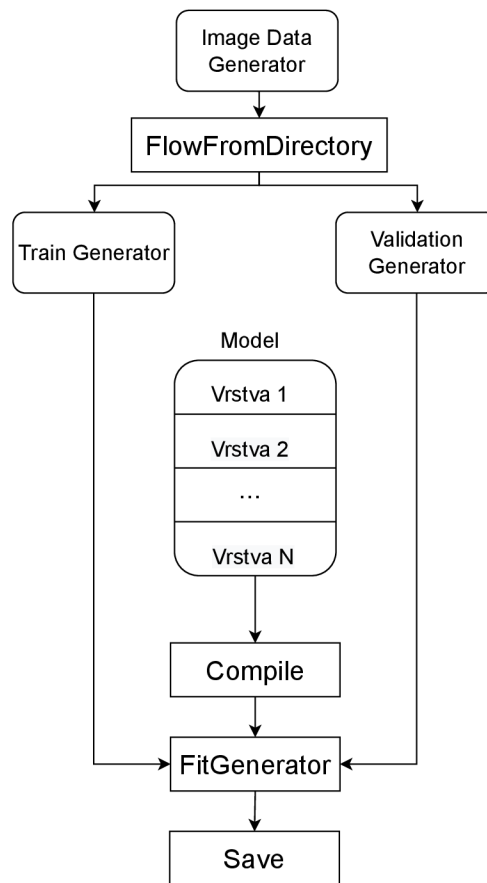 Image Data
Generator
FlowFromDirectory
Train Generator
Validation
Generator
Model
Vrstva 1
Vrstva 2
...
Vrstva N
Compile
FitGenerator
Save